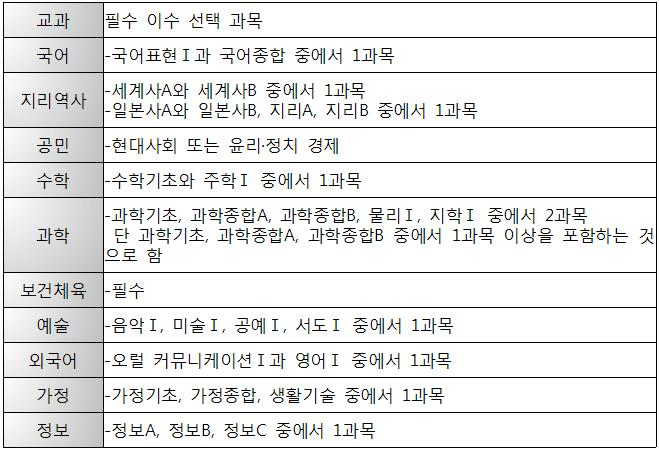 교과 필수 이수 선택 과목
국어 -국어표현Ⅰ과 국어종합 중에서 1과목
지리역사 -세계사A와 세계사B 중에서 1과목
-일본사A와 일본사B, 지리A, 지리B 중에서 1과목
공민 -현대사회 또는 윤리·정치 경제
수학 -수학기초와 주학Ⅰ 중에서 1과목
과학 -과학기초, 과학종합A, 과학종합B, 물리Ⅰ, 지학Ⅰ 중에서 2과목
단 과학기초, 과학종합A, 과학종합B 중에서 1과목 이상을 포함하는 것
으로 함
보건체육 -필수
예술 -음악Ⅰ, 미술Ⅰ, 공예Ⅰ, 서도Ⅰ 중에서 1과목
외국어 -오럴 커뮤니케이션Ⅰ과 영어Ⅰ 중에서 1과목
가정 -가정기초, 가정종합, 생활기술 중에서 1과목
정보 -정보A, 정보B, 정보C 중에서 1과목